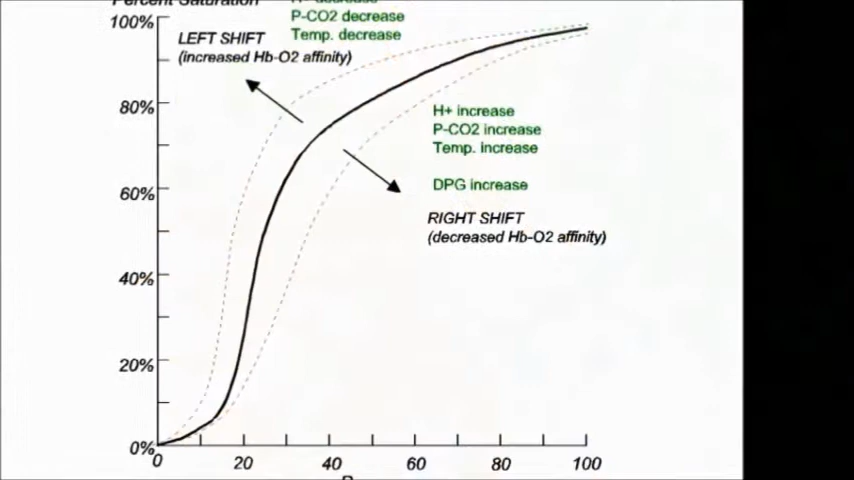 Percent Saturation
H+ decrease
P-CO2 decrease
Temp. decrease
100%
LEFT SHIFT
(increased Hb-O2 affinity)
80%
H+ increase
P-CO2 increase
Temp. increase
60%
DPG increase
RIGHT SHIFT
(decreased Hb-O2 affinity)
40%
20%
0%
0 20 40 60 80 100